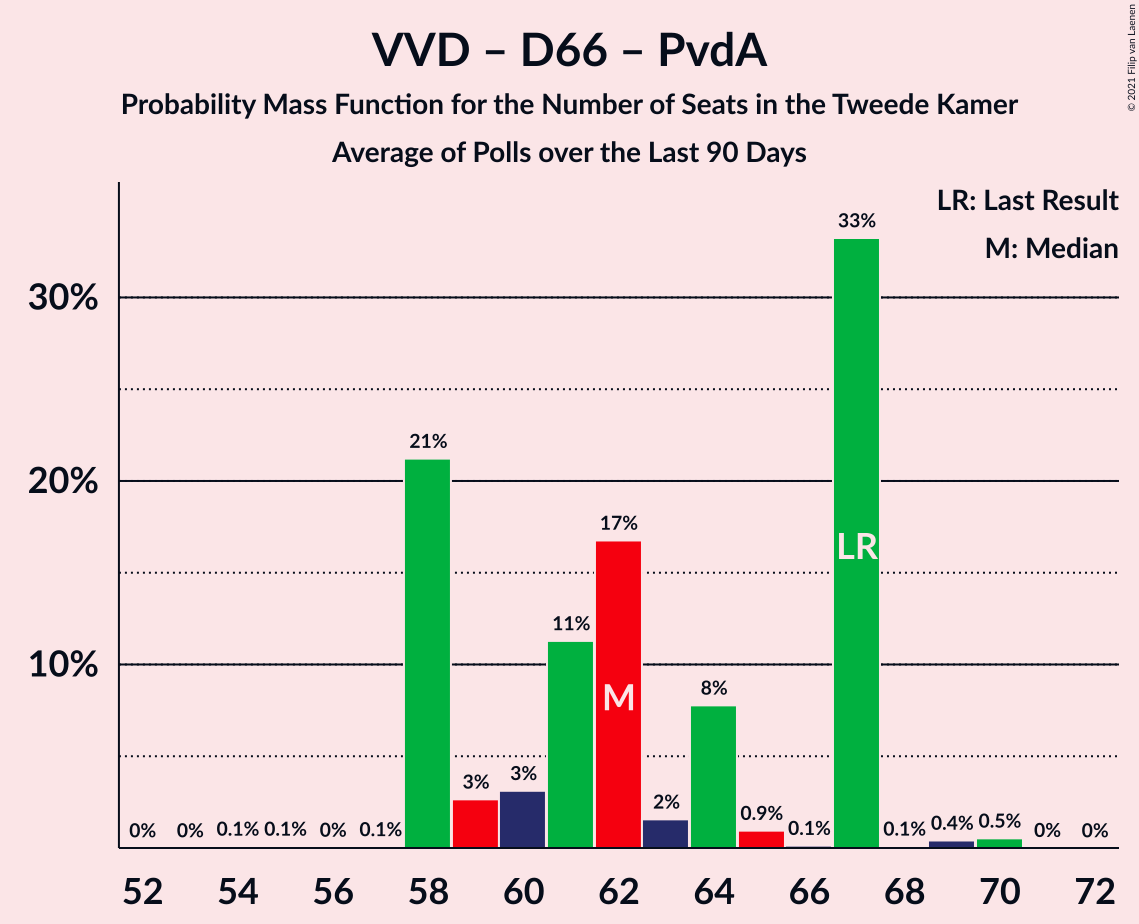 VVD – D66 – PvdA
Probability Mass Function for the Number of Seats in the Tweede Kamer
Average of Polls over the Last 90 Days
© 2021 Filip van Laenen
LR: Last Result
M: Median
33%
30%
21%
20%
17%
LR
11%
10%
8%
M
3%
3%
2%
0.9%
0%
0%
0.1%
0.1%
0%
0.1%
0.1%
0.1%
0.4%
0.5%
0%
0%
52 54 56 58 60 62 64 66 68 70 72